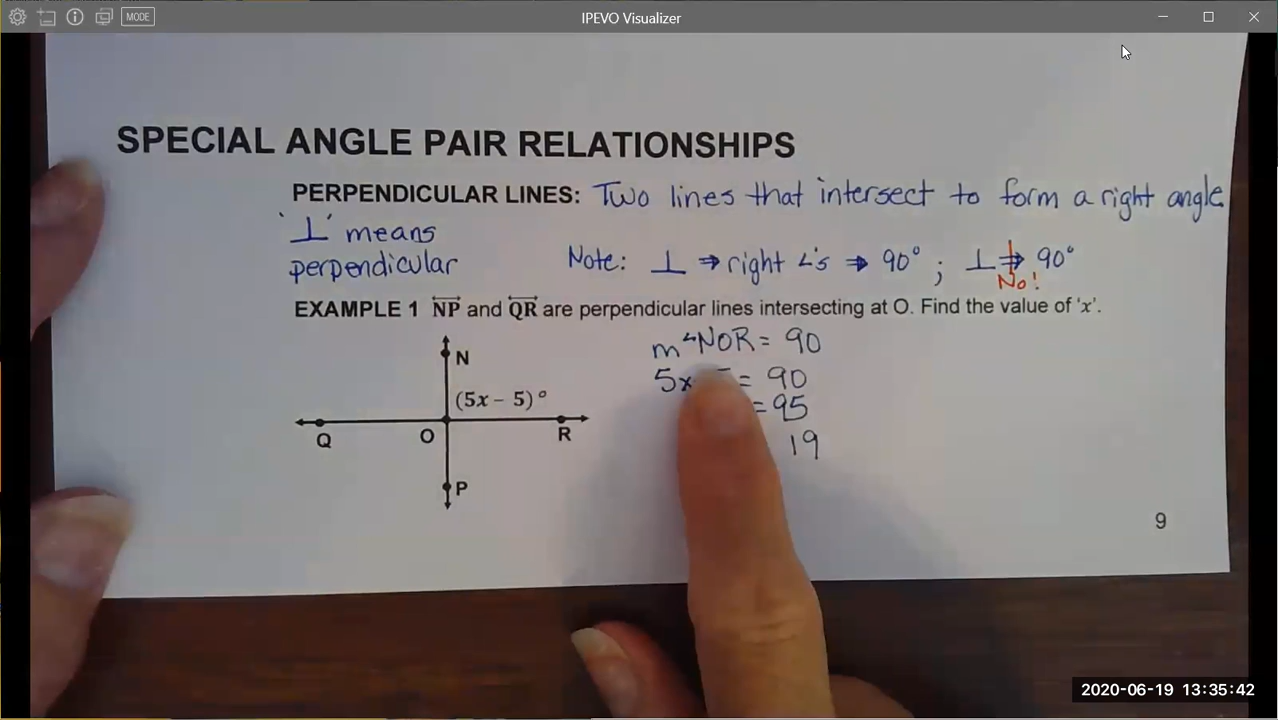 IPEVO Visualizer
MODE
SPECIAL ANGLE PAIR RELATIONSHIPS
PERPENDICULAR LINES: Two lines that intersect to form a right angle
'⊥' means
perpendicular
Note: ⊥ ⇒ right ∠'s ⇒ 90° ; ⊥ ⇏ 90°
No!
EXAMPLE 1 NP and QR are perpendicular lines intersecting at O. Find the value of 'x'.
m∠NOR = 90
N
5x = 90
(5x – 5)°
= 95
Q O R
19
P
9
2020-06-19 13:35:42